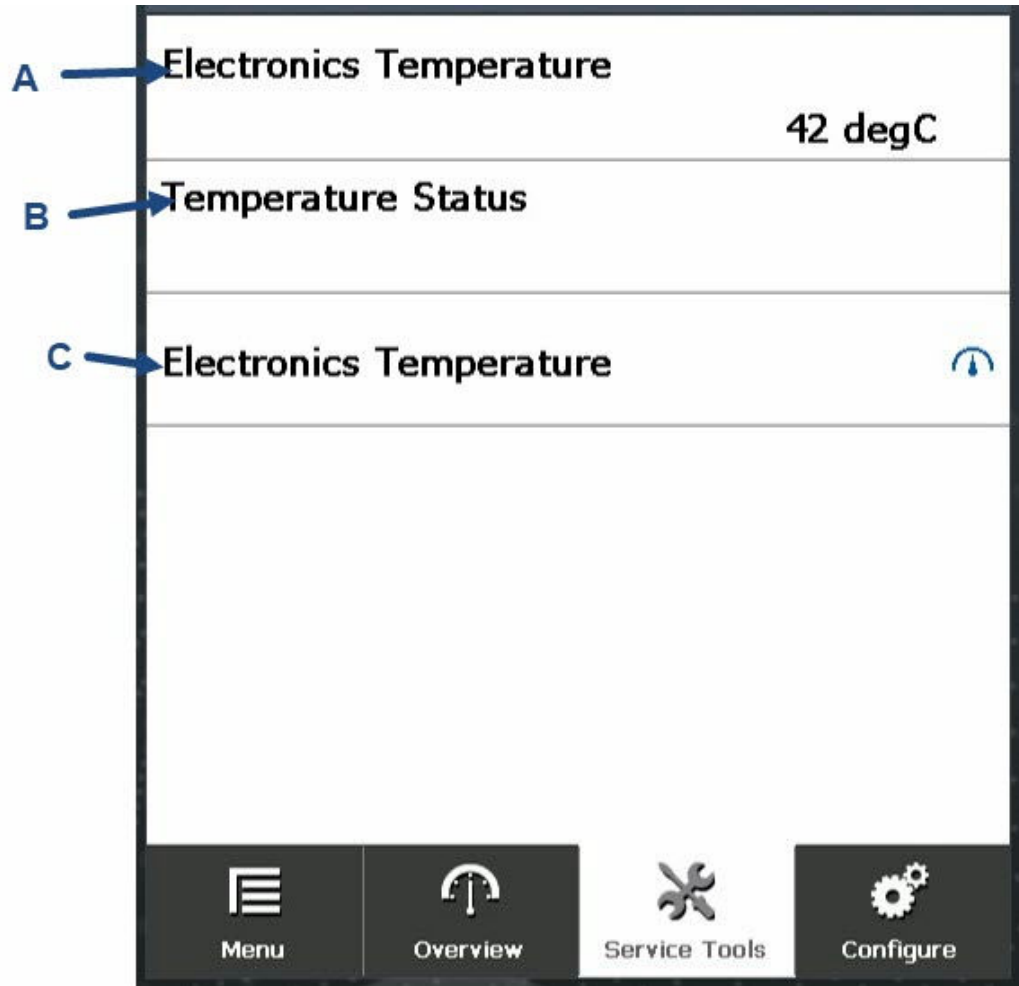 A
Electronics Temperature
42 degC
B
Temperature Status
C
Electronics Temperature
Menu
Overview
Service Tools
Configure